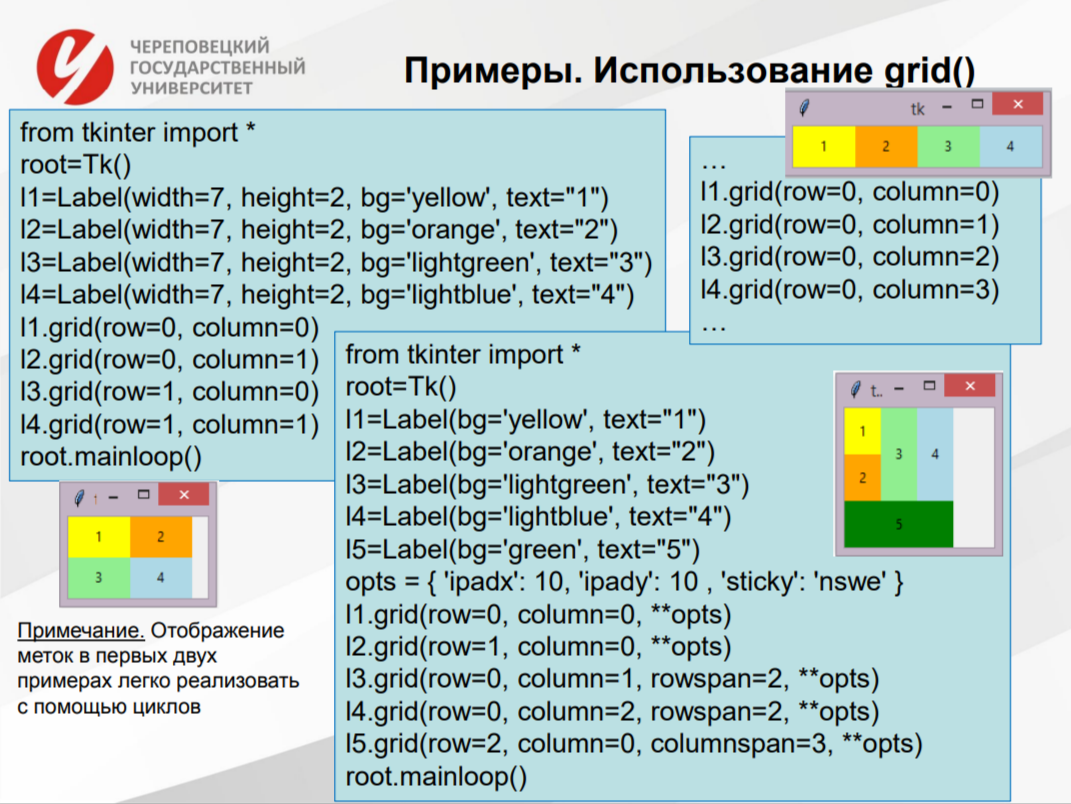 ЧЕРЕПОВЕЦКИЙ
ГОСУДАРСТВЕННЫЙ
УНИВЕРСИТЕТ
Примеры. Использование grid()
from tkinter import *
root=Tk()
l1=Label(width=7, height=2, bg='yellow', text="1")
l2=Label(width=7, height=2, bg='orange', text="2")
l3=Label(width=7, height=2, bg='lightgreen', text="3")
l4=Label(width=7, height=2, bg='lightblue', text="4")
l1.grid(row=0, column=0)
l2.grid(row=0, column=1)
l3.grid(row=1, column=0)
l4.grid(row=1, column=1)
root.mainloop()
1 2
3 4
Примечание. Отображение
меток в первых двух
примерах легко реализовать
с помощью циклов
tk
1 2 3 4
…
l1.grid(row=0, column=0)
l2.grid(row=0, column=1)
l3.grid(row=0, column=2)
l4.grid(row=0, column=3)
…
from tkinter import *
root=Tk()
l1=Label(bg='yellow', text="1")
l2=Label(bg='orange', text="2")
l3=Label(bg='lightgreen', text="3")
l4=Label(bg='lightblue', text="4")
l5=Label(bg='green', text="5")
opts = { 'ipadx': 10, 'ipady': 10 , 'sticky': 'nswe' }
l1.grid(row=0, column=0, **opts)
l2.grid(row=1, column=0, **opts)
l3.grid(row=0, column=1, rowspan=2, **opts)
l4.grid(row=0, column=2, rowspan=2, **opts)
l5.grid(row=2, column=0, columnspan=3, **opts)
root.mainloop()
t..
1
3 4
2
5